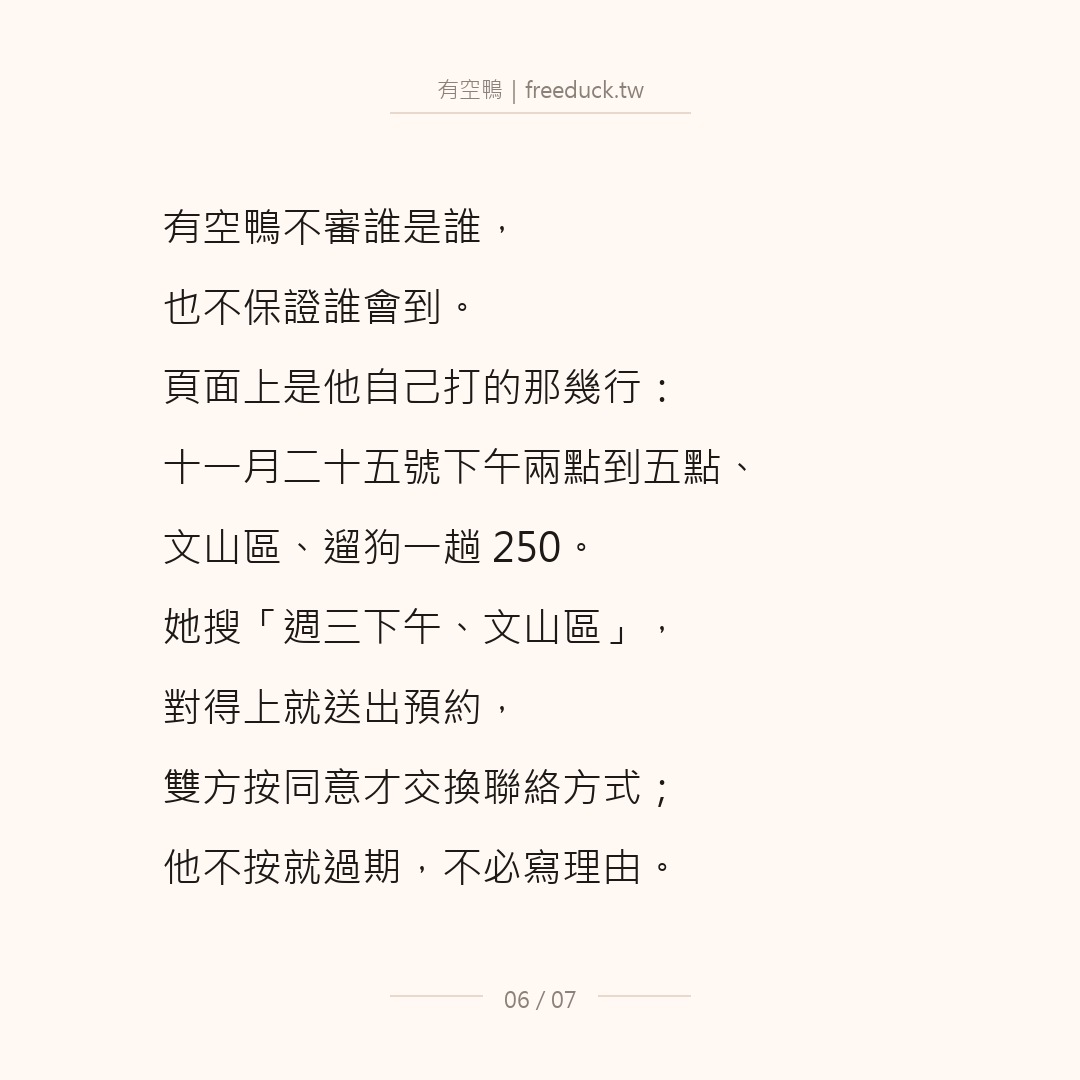 有空鴨 | freeduck.tw
有空鴨不審誰是誰，
也不保證誰會到。
頁面上是他自己打的那幾行：
十一月二十五號下午兩點到五點、
文山區、遛狗一趟 250。
她搜「週三下午、文山區」，
對得上就送出預約，
雙方按同意才交換聯絡方式；
他不按就過期，不必寫理由。
06 / 07